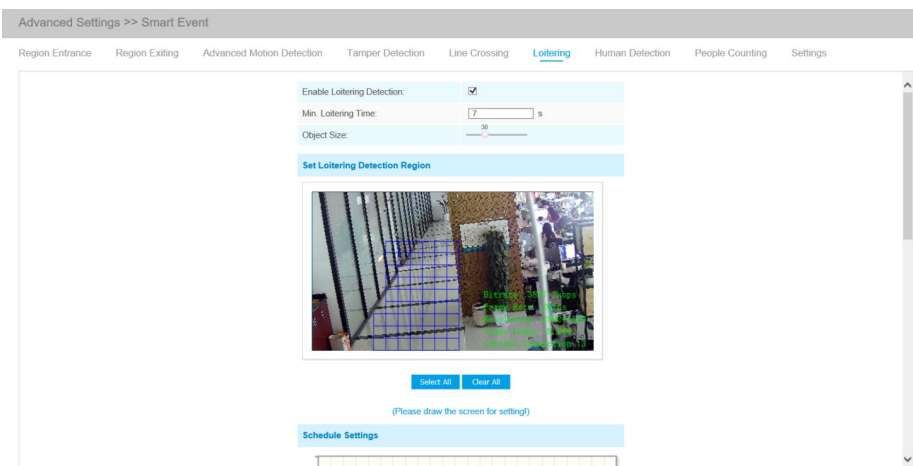 Advanced Settings >> Smart Event
Region Entrance Region Exiting Advanced Motion Detection Tamper Detection Line Crossing Loitering Human Detection People Counting Settings
Enable Loitering Detection:
Min. Loitering Time: 7 s
Object Size: 30
Set Loitering Detection Region
Bitrate
Select All Clear All
(Please draw the screen for setting!)
Schedule Settings